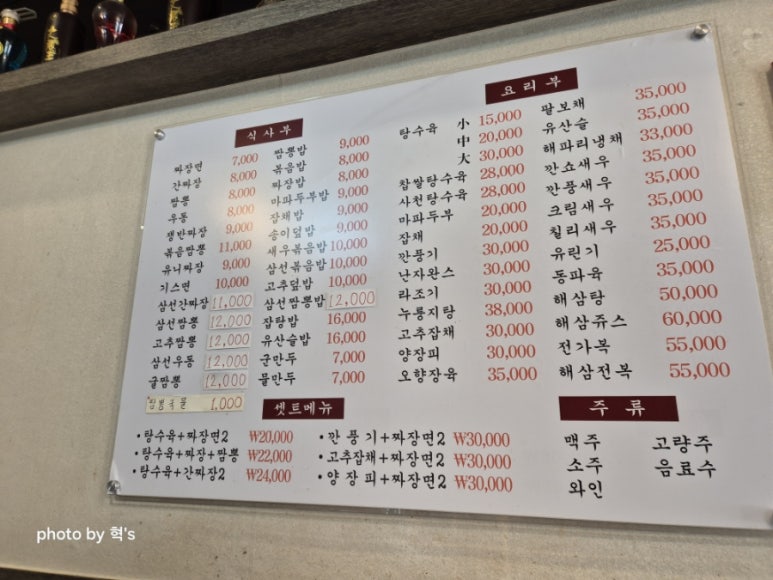 식사부
짜장면 7,000
간짜장 8,000
짬뽕 8,000
우동 8,000
쟁반짜장 9,000
볶음짬뽕 11,000
유니짜장 9,000
기스면 10,000
삼선간짜장 11,000
삼선짬뽕 12,000
고추짬뽕 12,000
삼선우동 12,000
굴짬뽕 12,000
짬뽕국물 1,000
짬뽕밥 9,000
볶음밥 8,000
짜장밥 8,000
마파두부밥 9,000
잡채밥 9,000
송이덮밥 9,000
새우볶음밥 10,000
삼선볶음밥 10,000
고추덮밥 10,000
삼선짬뽕밥 12,000
잡탕밥 16,000
유산슬밥 16,000
군만두 7,000
물만두 7,000
요리부
탕수육 小 15,000
中 20,000
大 30,000
찹쌀탕수육 28,000
사천탕수육 28,000
마파두부 20,000
잡채 20,000
깐풍기 30,000
난자완스 30,000
라조기 30,000
누룽지탕 38,000
고추잡채 30,000
양장피 30,000
오향장육 35,000
팔보채 35,000
유산슬 35,000
해파리냉채 33,000
깐쇼새우 35,000
깐풍새우 35,000
크림새우 35,000
칠리새우 35,000
유린기 25,000
동파육 35,000
해삼탕 50,000
해삼쥬스 60,000
전가복 55,000
해삼전복 55,000
셋트메뉴
• 탕수육+짜장면2 ₩20,000
• 탕수육+짜장+짬뽕 ₩22,000
• 탕수육+간짜장2 ₩24,000
• 깐풍기+짜장면2 ₩30,000
• 고추잡채+짜장면2 ₩30,000
• 양장피+짜장면2 ₩30,000
주류
맥주 고량주
소주 음료수
와인
photo by 혁's